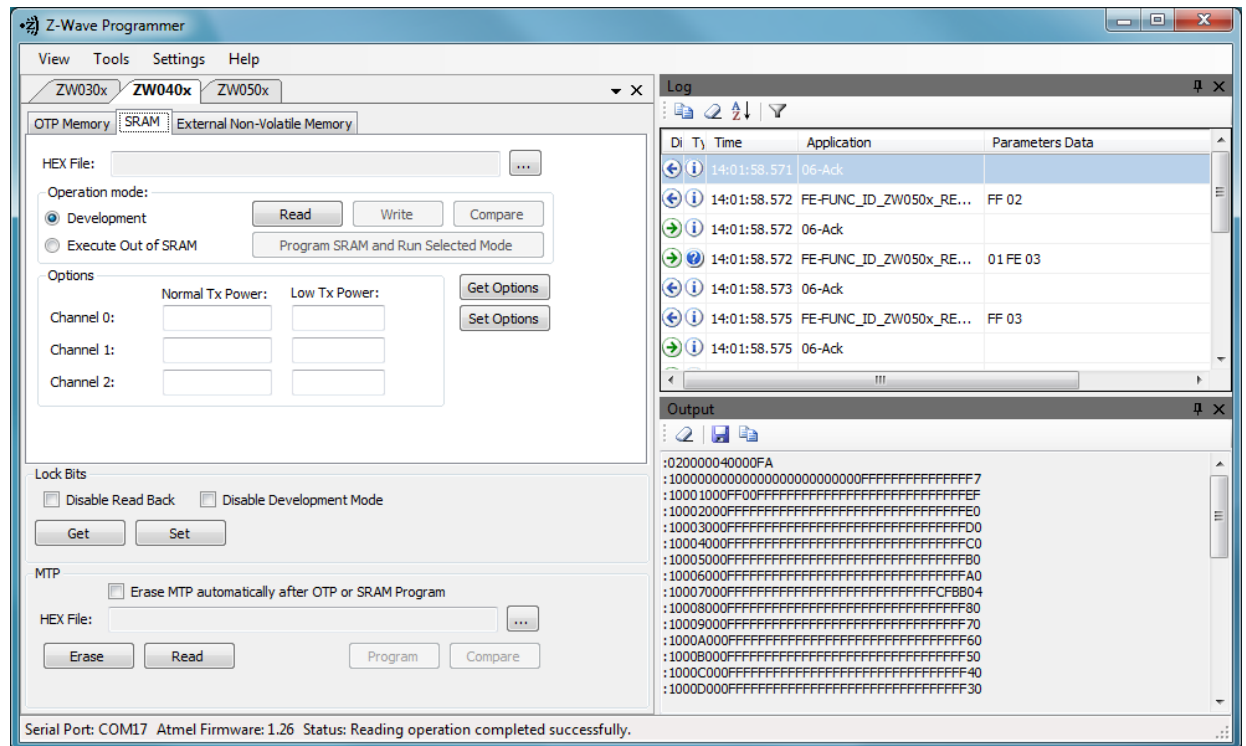 Z-Wave Programmer
View Tools Settings Help
ZW030x ZW040x ZW050x
OTP Memory SRAM External Non-Volatile Memory
HEX File: ...
Operation mode:
Development Read Write Compare
Execute Out of SRAM Program SRAM and Run Selected Mode
Options
Normal Tx Power: Low Tx Power: Get Options
Channel 0: Set Options
Channel 1:
Channel 2:
Lock Bits
Disable Read Back Disable Development Mode
Get Set
MTP
Erase MTP automatically after OTP or SRAM Program
HEX File: ...
Erase Read Program Compare
Log
Di Ty Time Application Parameters Data
14:01:58.571 06-Ack
14:01:58.572 FE-FUNC_ID_ZW050x_RE... FF 02
14:01:58.572 06-Ack
14:01:58.572 FE-FUNC_ID_ZW050x_RE... 01 FE 03
14:01:58.573 06-Ack
14:01:58.575 FE-FUNC_ID_ZW050x_RE... FF 03
14:01:58.575 06-Ack
Output
:020000040000FA
:10000000000000000000000000FFFFFFFFFFFFFFF7
:10001000FF00FFFFFFFFFFFFFFFFFFFFFFFFFFFFEF
:10002000FFFFFFFFFFFFFFFFFFFFFFFFFFFFFFFFE0
:10003000FFFFFFFFFFFFFFFFFFFFFFFFFFFFFFFFD0
:10004000FFFFFFFFFFFFFFFFFFFFFFFFFFFFFFFFC0
:10005000FFFFFFFFFFFFFFFFFFFFFFFFFFFFFFFFB0
:10006000FFFFFFFFFFFFFFFFFFFFFFFFFFFFFFFFA0
:10007000FFFFFFFFFFFFFFFFFFFFFFFFFFFFCFBB04
:10008000FFFFFFFFFFFFFFFFFFFFFFFFFFFFFFFF80
:10009000FFFFFFFFFFFFFFFFFFFFFFFFFFFFFFFF70
:1000A000FFFFFFFFFFFFFFFFFFFFFFFFFFFFFFFF60
:1000B000FFFFFFFFFFFFFFFFFFFFFFFFFFFFFFFF50
:1000C000FFFFFFFFFFFFFFFFFFFFFFFFFFFFFFFF40
:1000D000FFFFFFFFFFFFFFFFFFFFFFFFFFFFFFFF30
Serial Port: COM17 Atmel Firmware: 1.26 Status: Reading operation completed successfully.